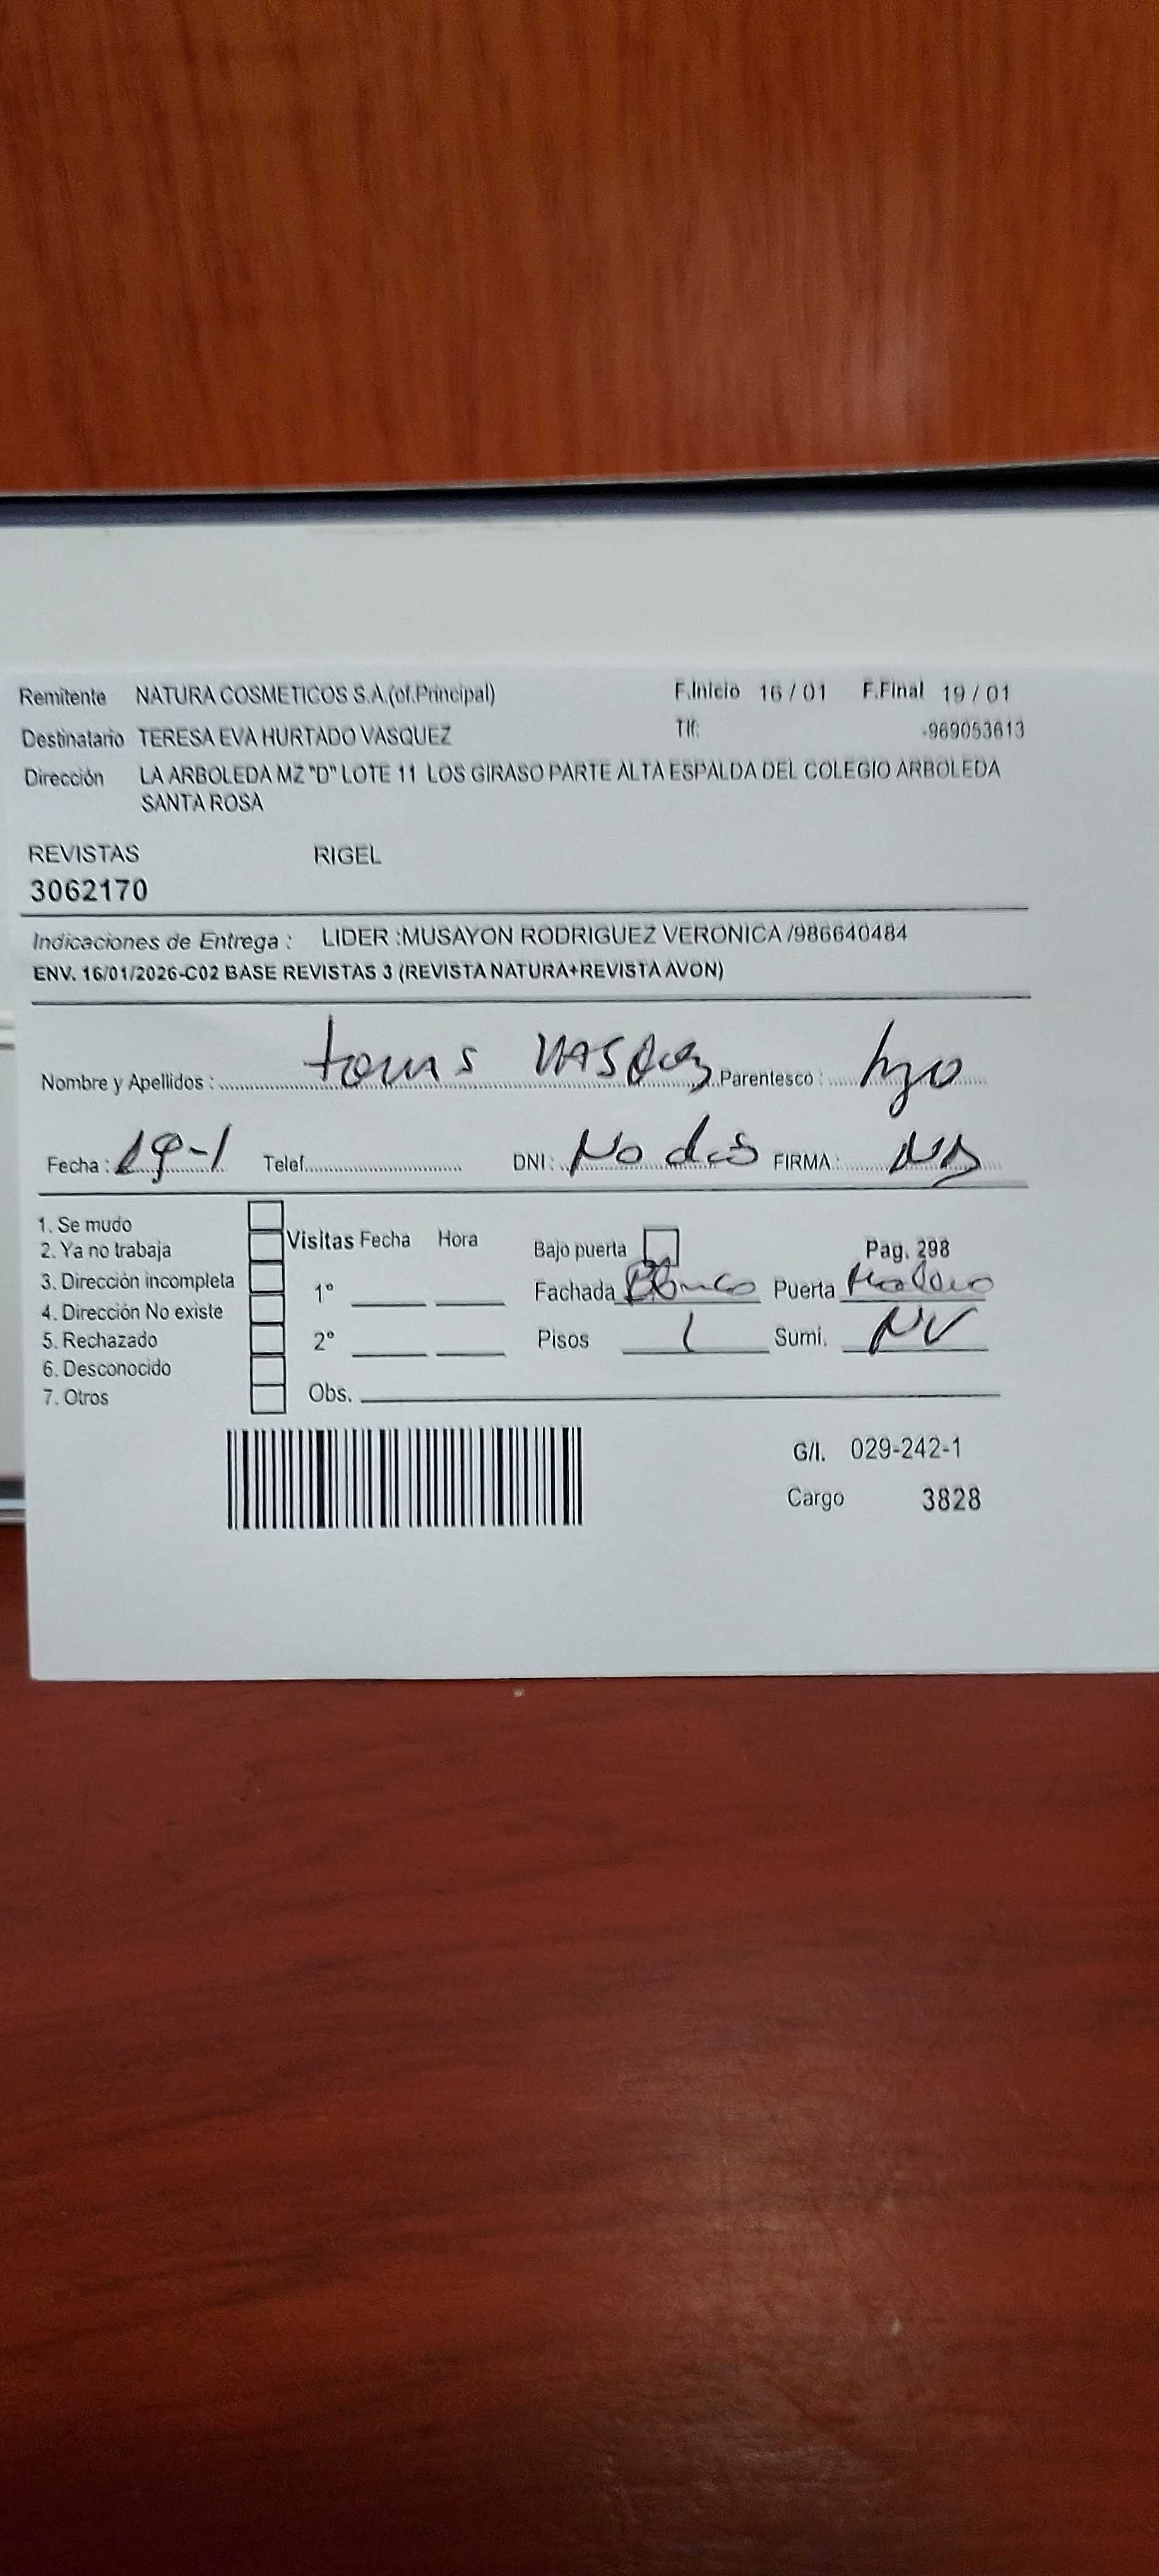 Remitente NATURA COSMETICOS S.A.(of.Principal) F.Inicio 16 / 01 F.Final 19 / 01
Destinatario TERESA EVA HURTADO VASQUEZ Tlf: -969053613
Dirección LA ARBOLEDA MZ "D" LOTE 11 LOS GIRASO PARTE ALTA ESPALDA DEL COLEGIO ARBOLEDA
SANTA ROSA
REVISTAS RIGEL
3062170
Indicaciones de Entrega : LIDER :MUSAYON RODRIGUEZ VERONICA /986640484
ENV. 16/01/2026-C02 BASE REVISTAS 3 (REVISTA NATURA+REVISTA AVON)
Nombre y Apellidos : VASQuez Parentesco : hijo
Fecha : 19-1 Telef. DNI : No dio FIRMA : ND
1. Se mudo
2. Ya no trabaja Visitas Fecha Hora Bajo puerta Pag. 298
3. Dirección incompleta 1° Fachada Blanco Puerta
4. Dirección No existe
5. Rechazado 2° Pisos 1 Sumi. NV
6. Desconocido
7. Otros Obs.
G/I. 029-242-1
Cargo 3828